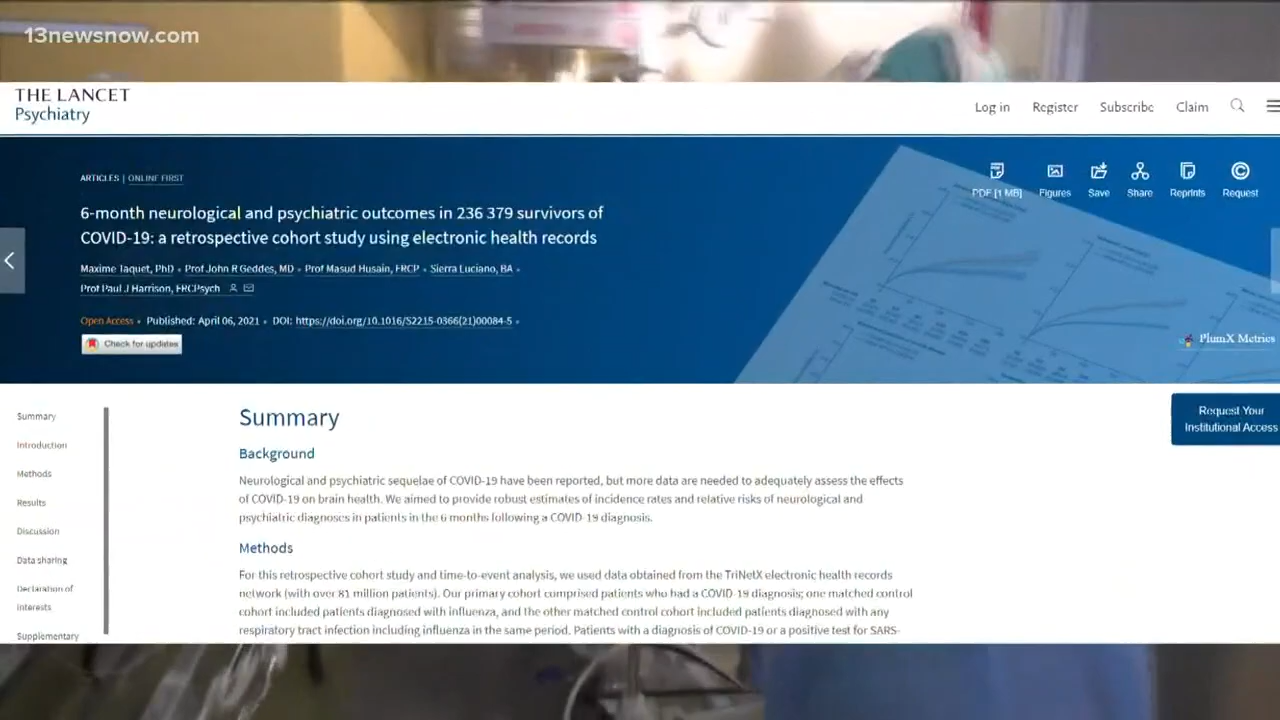 13newsnow.com
THE LANCET
Psychiatry
Log in Register Subscribe Claim
ARTICLES | ONLINE FIRST
PDF [1 MB] Figures Save Share Reprints Request
6-month neurological and psychiatric outcomes in 236 379 survivors of
COVID-19: a retrospective cohort study using electronic health records
Maxime Taquet, PhD • Prof John R Geddes, MD • Prof Masud Husain, FRCP • Sierra Luciano, BA •
Prof Paul J Harrison, FRCPsych
Open Access • Published: April 06, 2021 • DOI: https://doi.org/10.1016/S2215-0366(21)00084-5 •
Check for updates
PlumX Metrics
Request Your
Institutional Access
Summary
Introduction
Methods
Results
Discussion
Data sharing
Declaration of
interests
Supplementary
Summary
Background
Neurological and psychiatric sequelae of COVID-19 have been reported, but more data are needed to adequately assess the effects
of COVID-19 on brain health. We aimed to provide robust estimates of incidence rates and relative risks of neurological and
psychiatric diagnoses in patients in the 6 months following a COVID-19 diagnosis.
Methods
For this retrospective cohort study and time-to-event analysis, we used data obtained from the TriNetX electronic health records
network (with over 81 million patients). Our primary cohort comprised patients who had a COVID-19 diagnosis; one matched control
cohort included patients diagnosed with influenza, and the other matched control cohort included patients diagnosed with any
respiratory tract infection including influenza in the same period. Patients with a diagnosis of COVID-19 or a positive test for SARS-